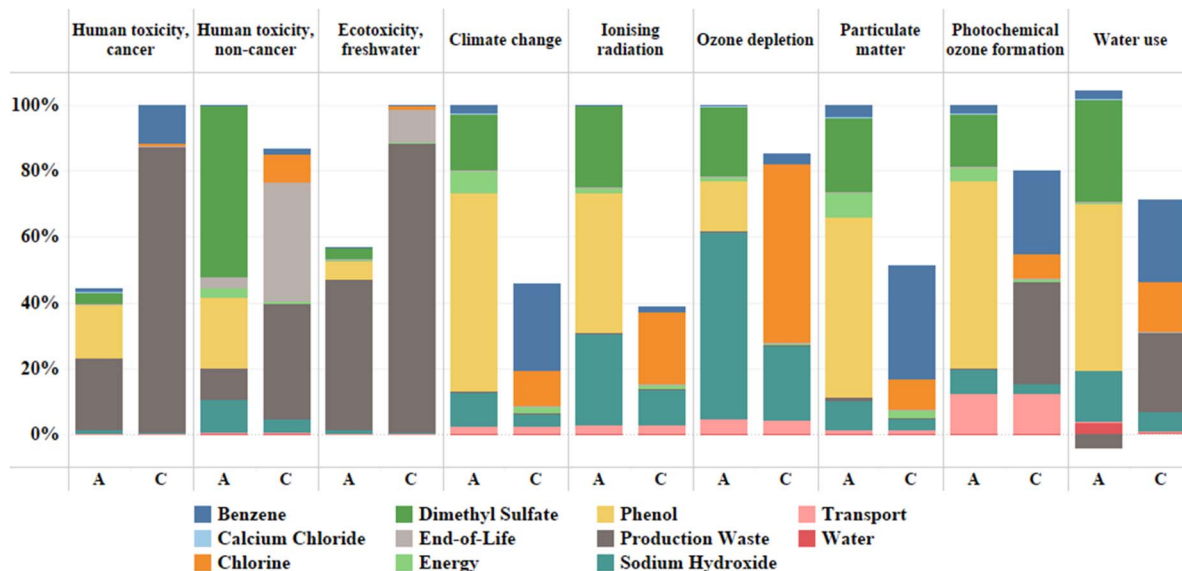 Human toxicity, cancer
Human toxicity, non-cancer
Ecotoxicity, freshwater
Climate change
Ionising radiation
Ozone depletion
Particulate matter
Photochemical ozone formation
Water use
100%
80%
60%
40%
20%
0%
A C A C A C A C A C A C A C A C A C
Benzene
Dimethyl Sulfate
Phenol
Transport
Calcium Chloride
End-of-Life
Production Waste
Water
Chlorine
Energy
Sodium Hydroxide